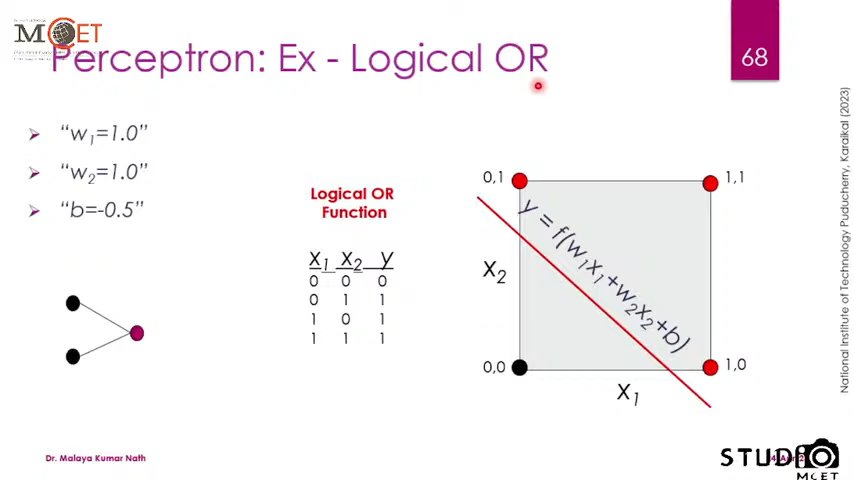 MCET
Perceptron: Ex - Logical OR
68
“w1=1.0”
“w2=1.0”
“b=-0.5”
Logical OR
Function
x1 x2 y
0 0 0
0 1 1
1 0 1
1 1 1
0,1
1,1
y = f(w1x1+w2x2+b)
X2
0,0
1,0
X1
National Institute of Technology Puducherry, Karaikal (2023)
Dr. Malaya Kumar Nath
STUDIO
MCET